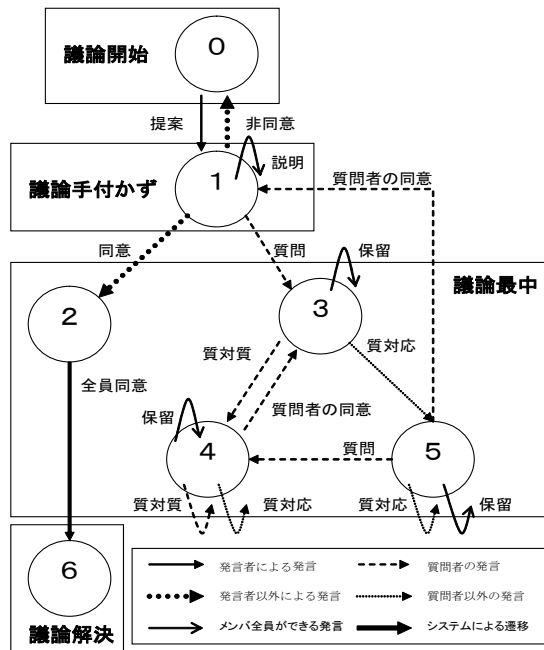 0
議論開始
提案
非同意
1
説明
議論手付かず
質問者の同意
同意
質問
保留
議論最中
2
3
質対質
質対応
全員同意
質問者の同意
保留
4
質問
5
質対質
質対応
質対応
保留
6
議論解決
発言者による発言
質問者の発言
発言者以外による発言
質問者以外の発言
メンバ全員ができる発言
システムによる遷移